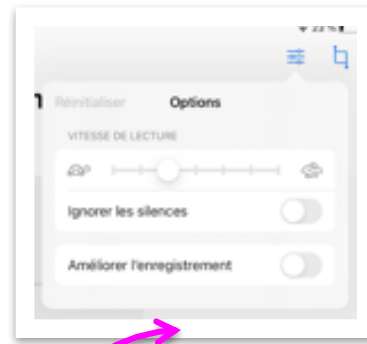 Réinitialiser Options
VITESSE DE LECTURE
Ignorer les silences
Améliorer l'enregistrement